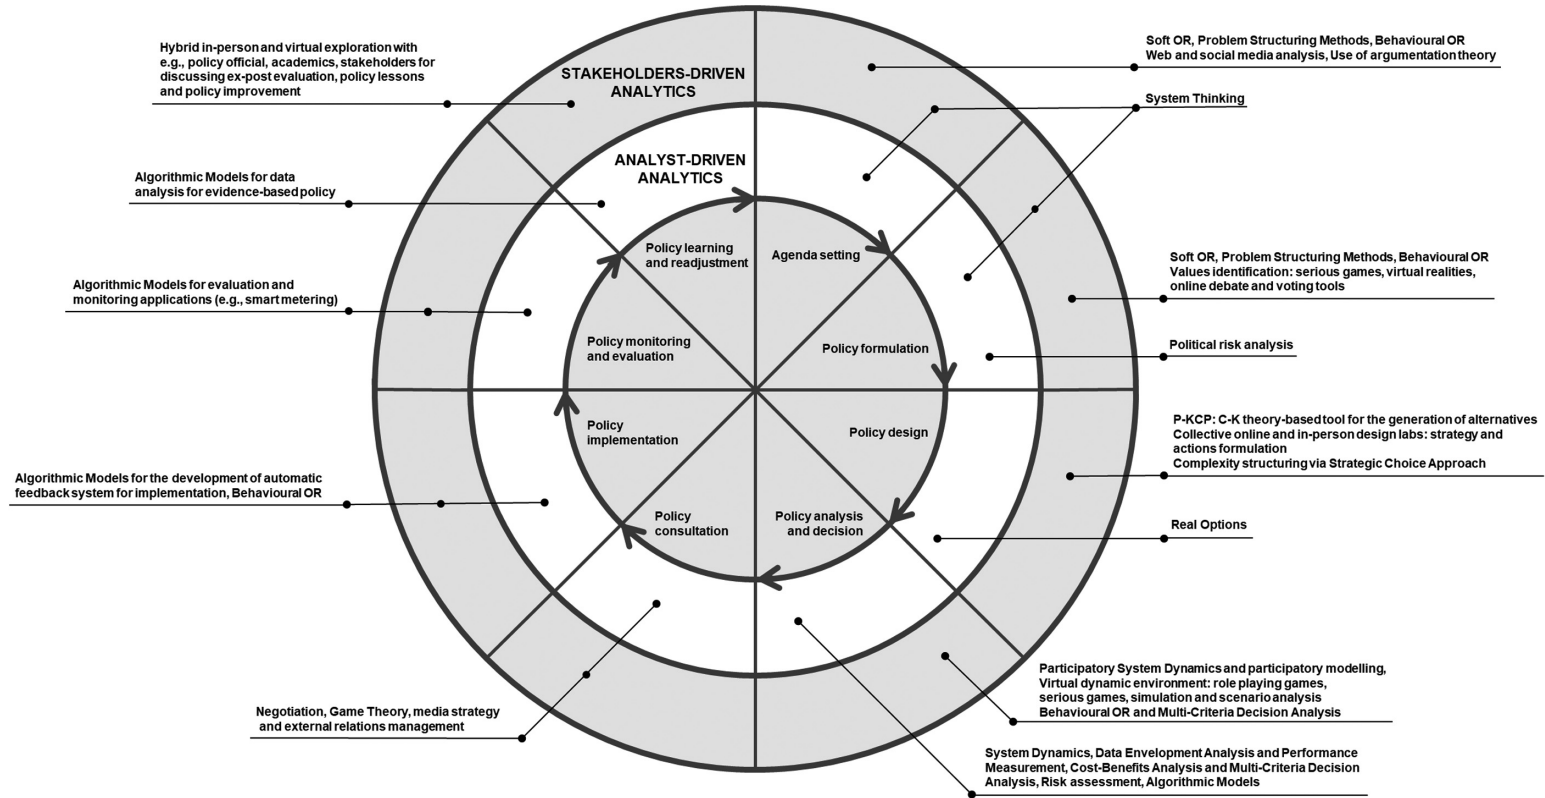 Hybrid in-person and virtual exploration with
e.g., policy official, academics, stakeholders for
discussing ex-post evaluation, policy lessons
and policy improvement
STAKEHOLDERS-DRIVEN
ANALYTICS
Soft OR, Problem Structuring Methods, Behavioural OR
Web and social media analysis, Use of argumentation theory
System Thinking
ANALYST-DRIVEN
ANALYTICS
Algorithmic Models for data
analysis for evidence-based policy
Policy learning
and readjustment
Agenda setting
Soft OR, Problem Structuring Methods, Behavioural OR
Values identification: serious games, virtual realities,
online debate and voting tools
Algorithmic Models for evaluation and
monitoring applications (e.g., smart metering)
Policy monitoring
and evaluation
Policy formulation
Political risk analysis
Policy
implementation
Policy design
P-KCP: C-K theory-based tool for the generation of alternatives
Collective online and in-person design labs: strategy and
actions formulation
Complexity structuring via Strategic Choice Approach
Algorithmic Models for the development of automatic
feedback system for implementation, Behavioural OR
Policy
consultation
Policy analysis
and decision
Real Options
Participatory System Dynamics and participatory modelling,
Virtual dynamic environment: role playing games,
serious games, simulation and scenario analysis
Behavioural OR and Multi-Criteria Decision Analysis
Negotiation, Game Theory, media strategy
and external relations management
System Dynamics, Data Envelopment Analysis and Performance
Measurement, Cost-Benefits Analysis and Multi-Criteria Decision
Analysis, Risk assessment, Algorithmic Models